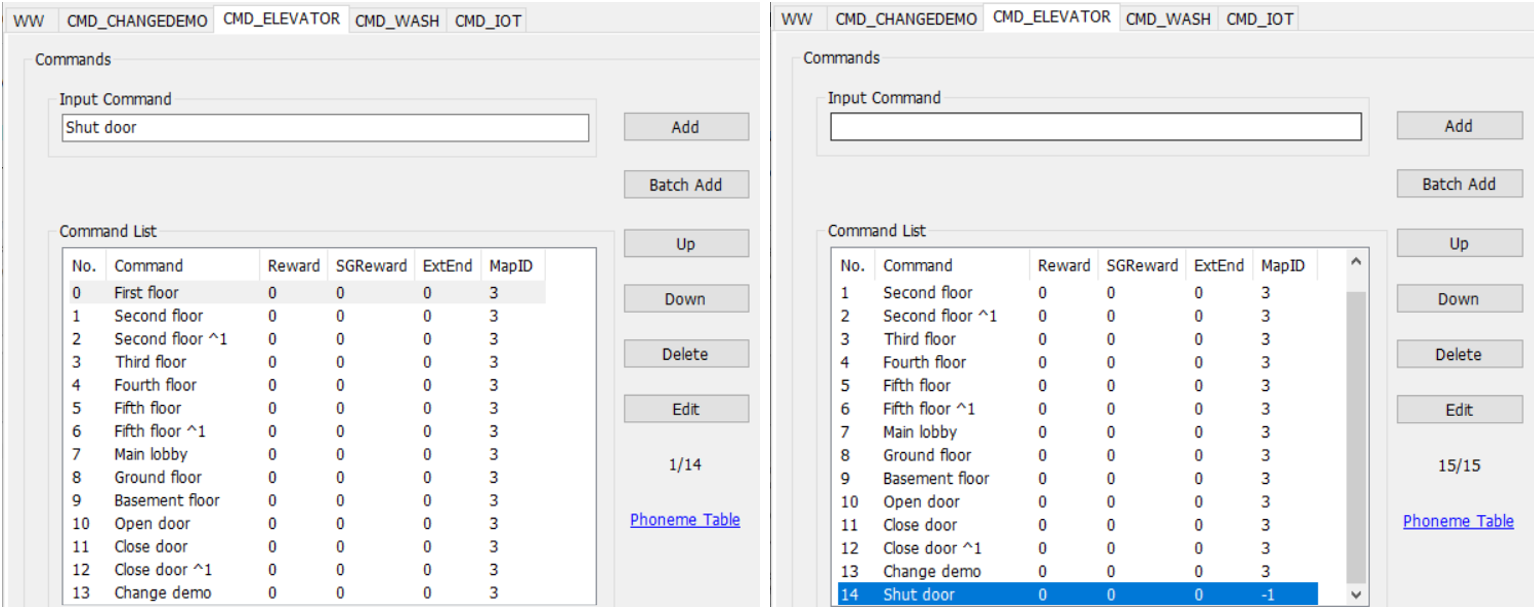 WW CMD_CHANGEDEMO CMD_ELEVATOR CMD_WASH CMD_IOT
Commands
Input Command
Shut door
Add
Batch Add
Command List
Up
No. Command Reward SGReward ExtEnd MapID
0 First floor 0 0 0 3
1 Second floor 0 0 0 3
2 Second floor ^1 0 0 0 3
3 Third floor 0 0 0 3
4 Fourth floor 0 0 0 3
5 Fifth floor 0 0 0 3
6 Fifth floor ^1 0 0 0 3
7 Main lobby 0 0 0 3
8 Ground floor 0 0 0 3
9 Basement floor 0 0 0 3
10 Open door 0 0 0 3
11 Close door 0 0 0 3
12 Close door ^1 0 0 0 3
13 Change demo 0 0 0 3
Down
Delete
Edit
1/14
Phoneme Table
WW CMD_CHANGEDEMO CMD_ELEVATOR CMD_WASH CMD_IOT
Commands
Input Command
Add
Batch Add
Command List
Up
No. Command Reward SGReward ExtEnd MapID
1 Second floor 0 0 0 3
2 Second floor ^1 0 0 0 3
3 Third floor 0 0 0 3
4 Fourth floor 0 0 0 3
5 Fifth floor 0 0 0 3
6 Fifth floor ^1 0 0 0 3
7 Main lobby 0 0 0 3
8 Ground floor 0 0 0 3
9 Basement floor 0 0 0 3
10 Open door 0 0 0 3
11 Close door 0 0 0 3
12 Close door ^1 0 0 0 3
13 Change demo 0 0 0 3
14 Shut door 0 0 0 -1
Down
Delete
Edit
15/15
Phoneme Table